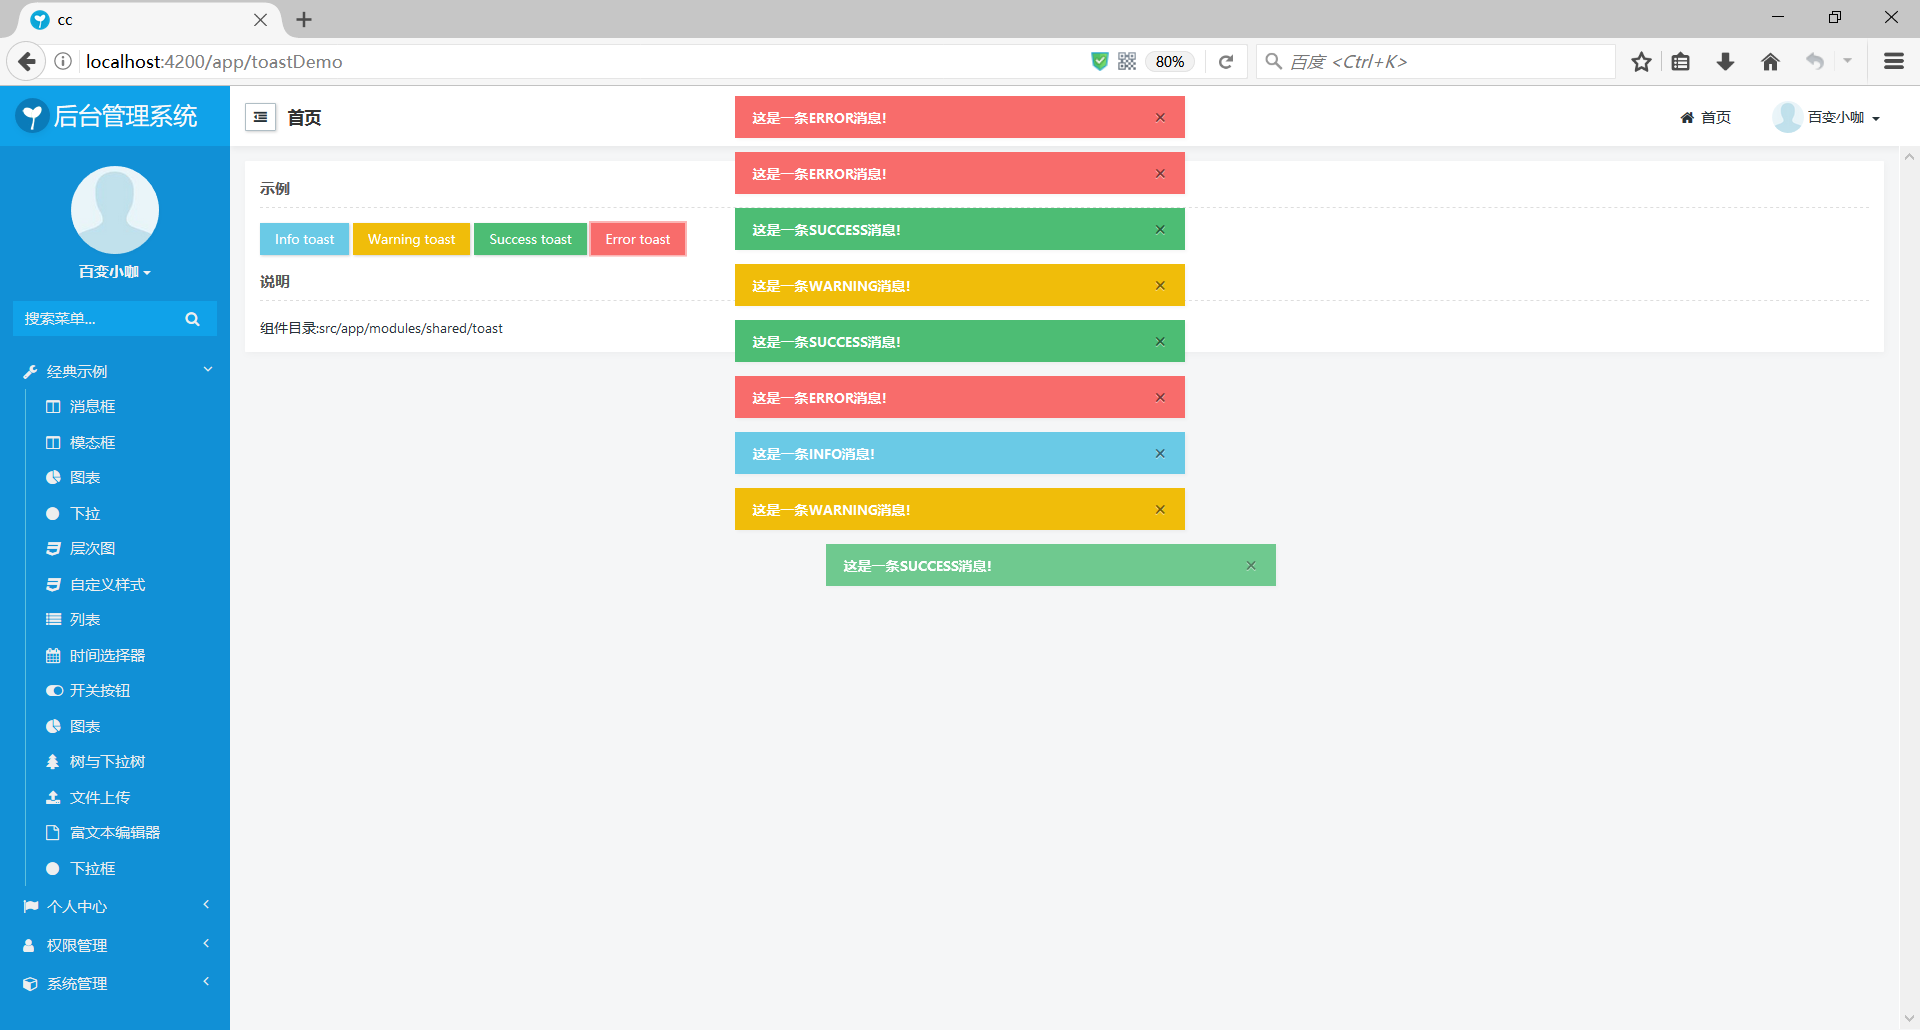 cc
localhost:4200/app/toastDemo
80%
百度 <Ctrl+K>
后台管理系统
首页
首页
百变小咖
百变小咖
搜索菜单...
经典示例
消息框
模态框
图表
下拉
层次图
自定义样式
列表
时间选择器
开关按钮
图表
树与下拉树
文件上传
富文本编辑器
下拉框
个人中心
权限管理
系统管理
示例
Info toast
Warning toast
Success toast
Error toast
说明
组件目录:src/app/modules/shared/toast
这是一条ERROR消息!
这是一条ERROR消息!
这是一条SUCCESS消息!
这是一条WARNING消息!
这是一条SUCCESS消息!
这是一条ERROR消息!
这是一条INFO消息!
这是一条WARNING消息!
这是一条SUCCESS消息!